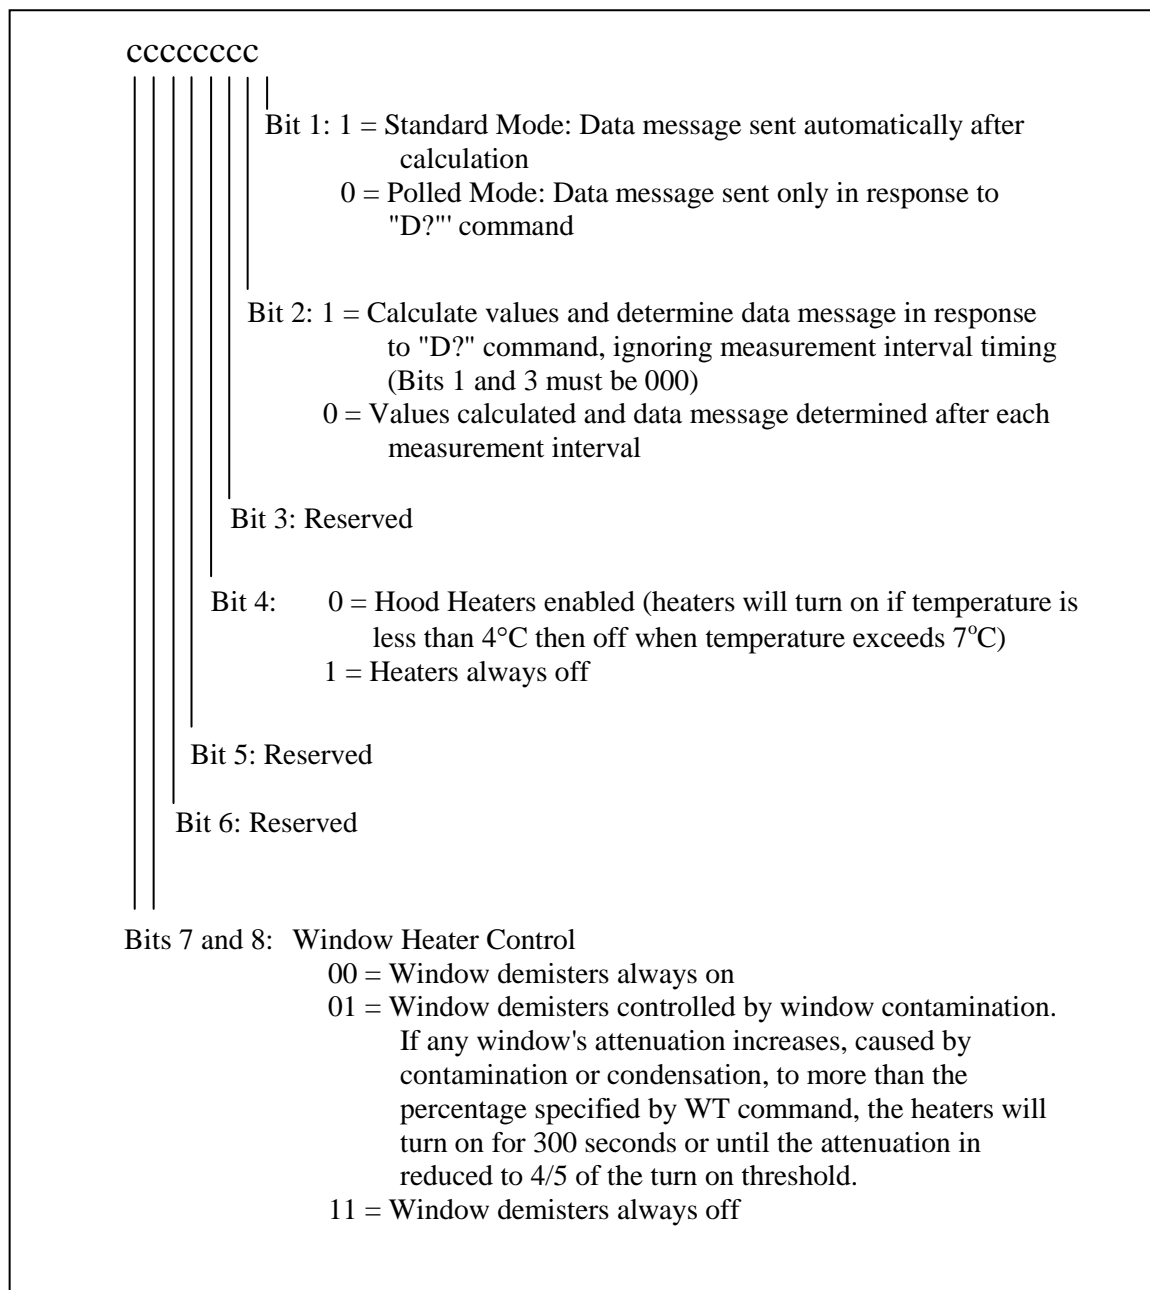 cccccccc
Bit 1: 1 = Standard Mode: Data message sent automatically after
calculation
0 = Polled Mode: Data message sent only in response to
"D?"' command
Bit 2: 1 = Calculate values and determine data message in response
to "D?" command, ignoring measurement interval timing
(Bits 1 and 3 must be 000)
0 = Values calculated and data message determined after each
measurement interval
Bit 3: Reserved
Bit 4: 0 = Hood Heaters enabled (heaters will turn on if temperature is
less than 4°C then off when temperature exceeds 7°C)
1 = Heaters always off
Bit 5: Reserved
Bit 6: Reserved
Bits 7 and 8: Window Heater Control
00 = Window demisters always on
01 = Window demisters controlled by window contamination.
If any window's attenuation increases, caused by
contamination or condensation, to more than the
percentage specified by WT command, the heaters will
turn on for 300 seconds or until the attenuation in
reduced to 4/5 of the turn on threshold.
11 = Window demisters always off